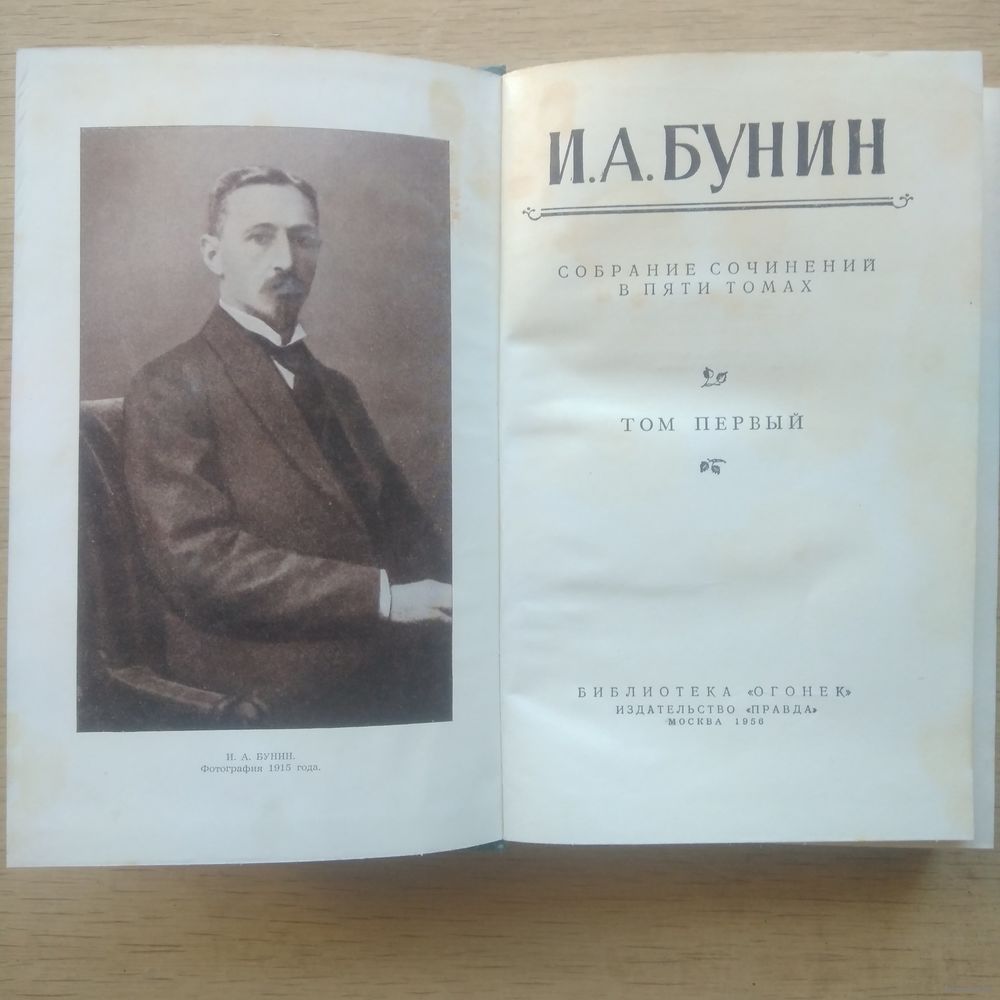 И. А. БУНИН.
Фотография 1915 года.
И.А.БУНИН
СОБРАНИЕ СОЧИНЕНИЙ
В ПЯТИ ТОМАХ
ТОМ ПЕРВЫЙ
БИБЛИОТЕКА «ОГОНЕК»
ИЗДАТЕЛЬСТВО «ПРАВДА»
МОСКВА 1956